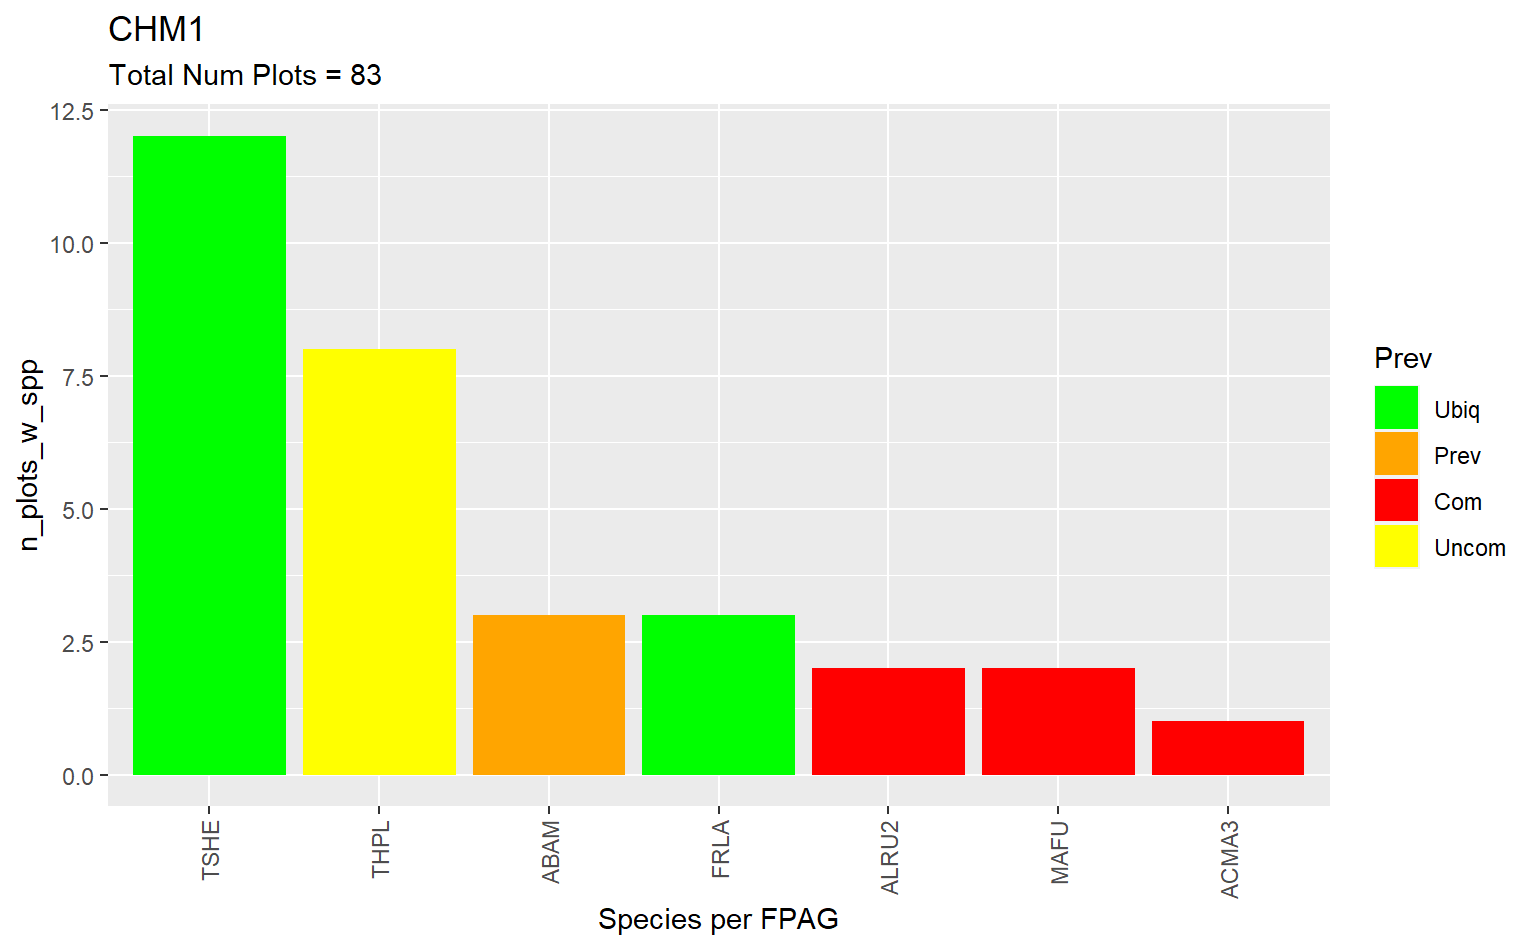 CHM1
Total Num Plots = 83
12.5
10.0
7.5
5.0
2.5
0.0
n_plots_w_spp
TSHE
THPL
ABAM
FRLA
ALRU2
MAFU
ACMA3
Species per FPAG
Prev
Ubiq
Prev
Com
Uncom